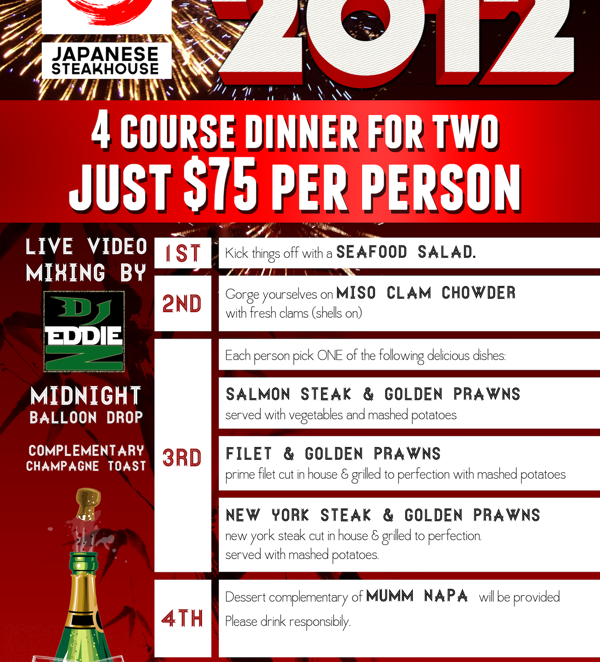 JAPANESE
STEAKHOUSE
2012
4 COURSE DINNER FOR TWO
JUST $75 PER PERSON
LIVE VIDEO
MIXING BY
DJ
EDDIE
Z
MIDNIGHT
BALLOON DROP
COMPLEMENTARY
CHAMPAGNE TOAST
1ST
Kick things off with a SEAFOOD SALAD.
2ND
Gorge yourselves on MISO CLAM CHOWDER
with fresh clams (shells on)
3RD
Each person pick ONE of the following delicious dishes:
SALMON STEAK & GOLDEN PRAWNS
served with vegetables and mashed potatoes
FILET & GOLDEN PRAWNS
prime filet cut in house & grilled to perfection with mashed potatoes
NEW YORK STEAK & GOLDEN PRAWNS
new york steak cut in house & grilled to perfection.
served with mashed potatoes.
4TH
Dessert complementary of MUMM NAPA will be provided
Please drink responsibily.